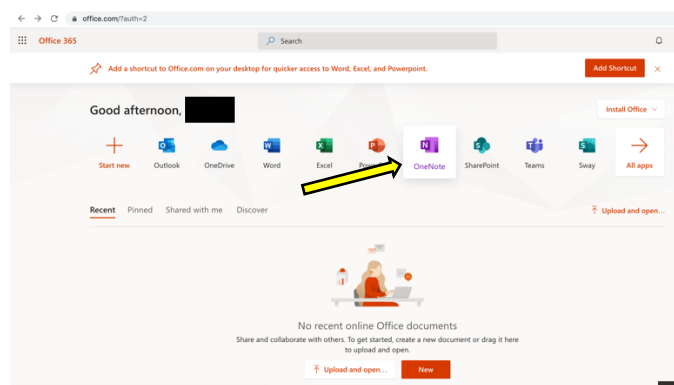 office.com/?auth=2
Office 365
Search
Add a shortcut to Office.com on your desktop for quicker access to Word, Excel, and Powerpoint.
Add Shortcut
Good afternoon,
Install Office
Start new
Outlook
OneDrive
Word
Excel
OneNote
SharePoint
Teams
Sway
All apps
Recent
Pinned
Shared with me
Discover
Upload and open...
No recent online Office documents
Share and collaborate with others. To get started, create a new document or drag it here
to upload and open.
Upload and open...
New